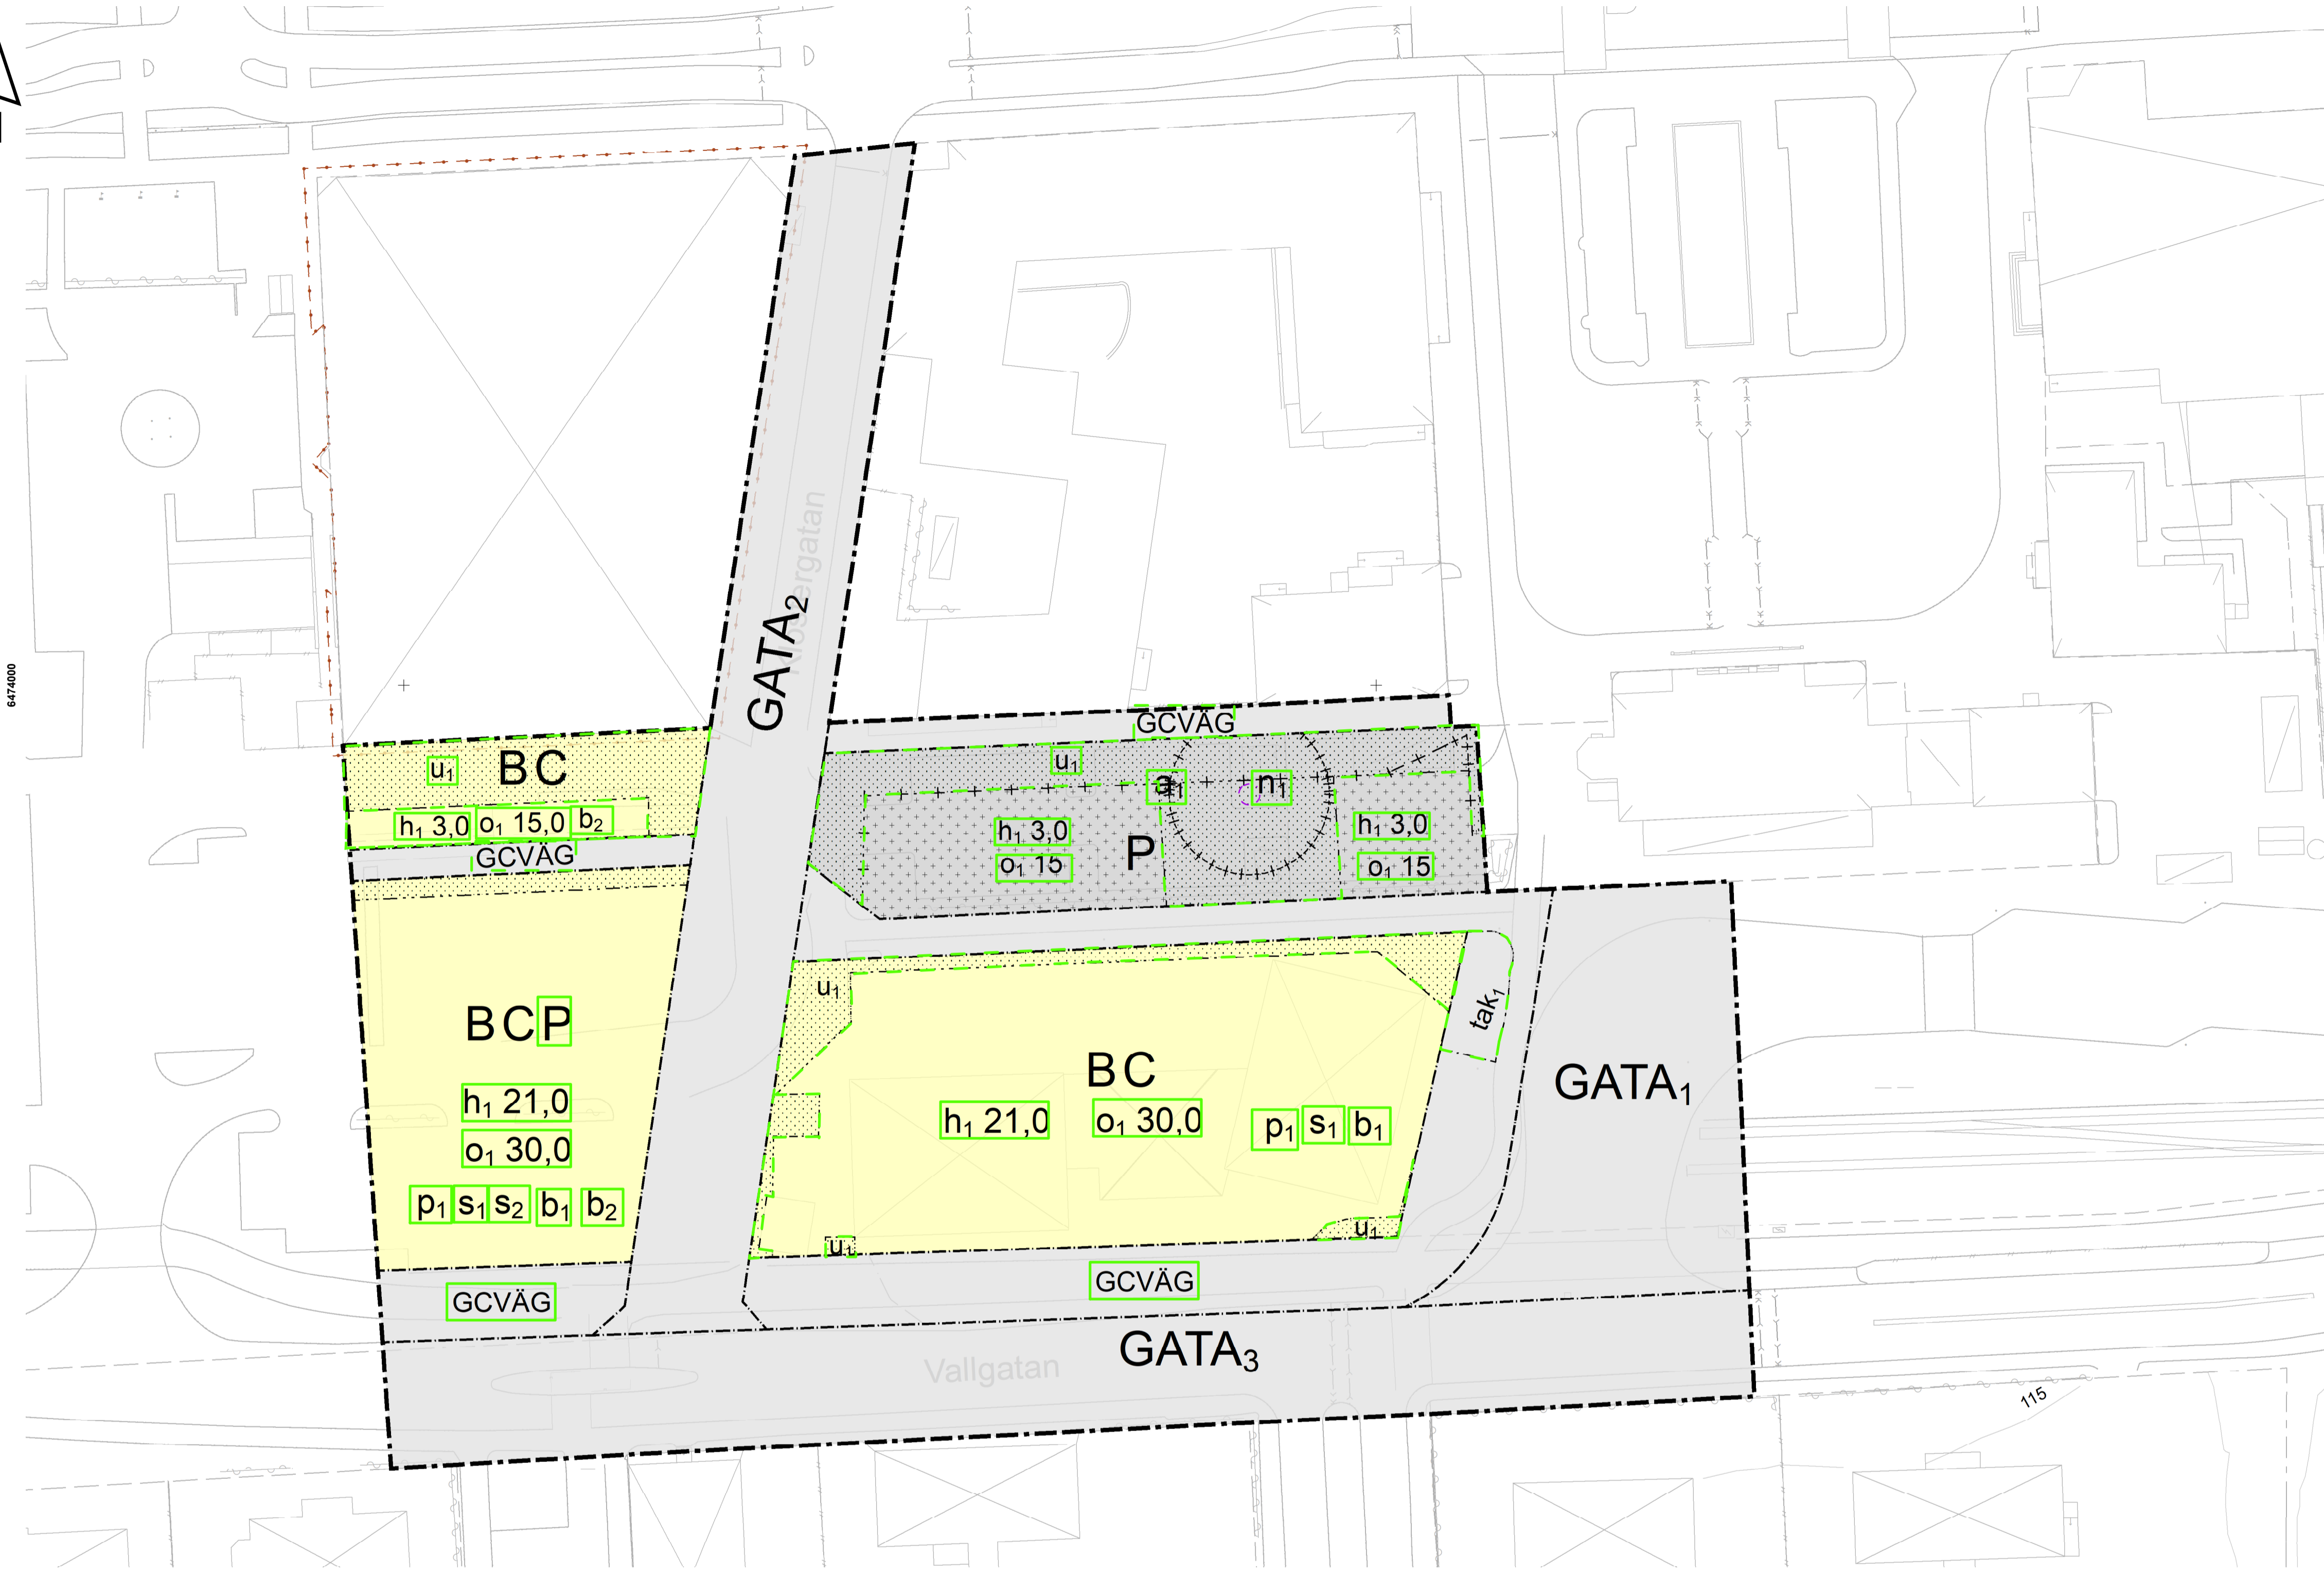 Klostergatan
GATA2
6474000
GCVÄG
u1
BC
u1
a1
n1
h1 3,0
o1 15,0
b2
h1 3,0
o1 15
P
h1 3,0
o1 15
GCVÄG
u1
tak1
BCP
BC
GATA1
h1 21,0
o1 30,0
h1 21,0
o1 30,0
p1 s1 b1
p1 s1 s2 b1 b2
u1
u1
GCVÄG
GCVÄG
GATA3
Vallgatan
115